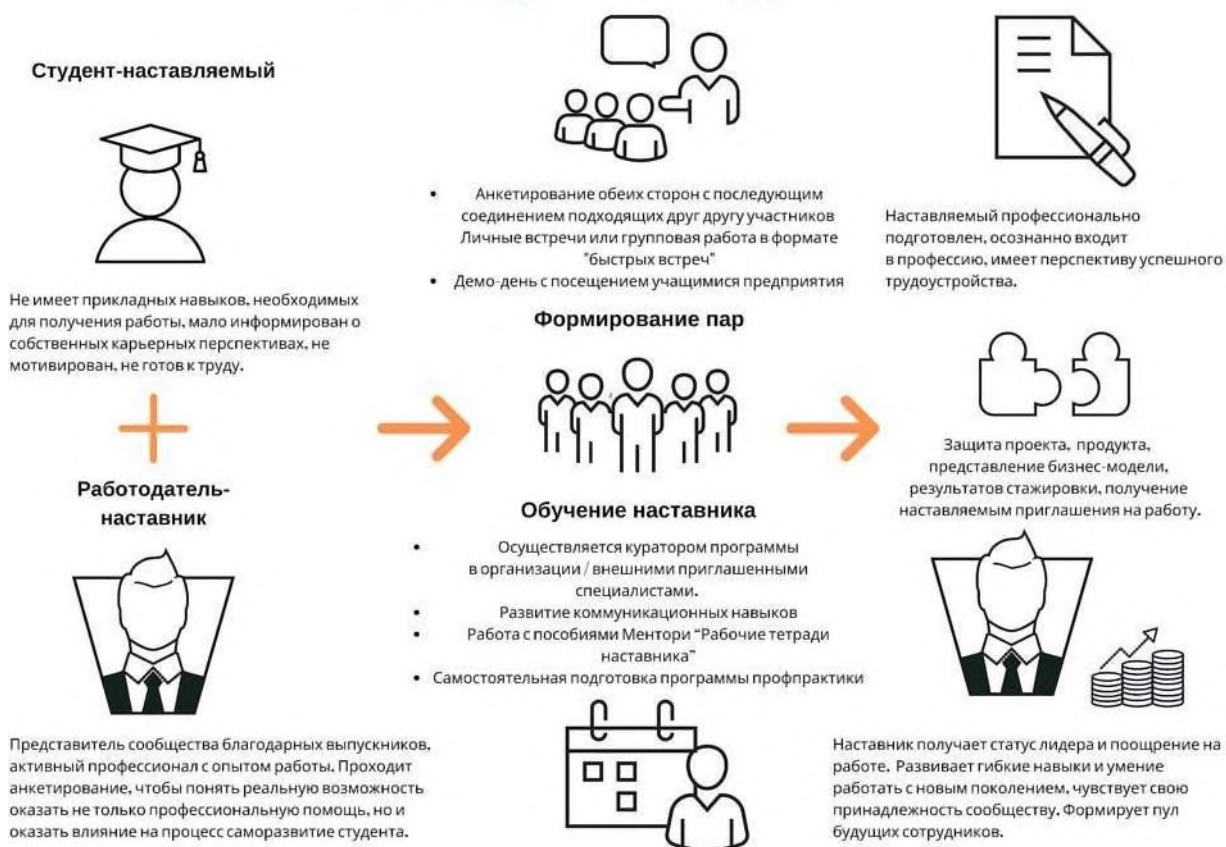 Студент-наставляемый
Не имеет прикладных навыков, необходимых
для получения работы, мало информирован о
собственных карьерных перспективах, не
мотивирован, не готов к труду.
Работодатель-
наставник
Представитель сообщества благодарных выпускников,
активный профессионал с опытом работы. Проходит
анкетирование, чтобы понять реальную возможность
оказать не только профессиональную помощь, но и
оказать влияние на процесс саморазвитие студента.
• Анкетирование обеих сторон с последующим
соединением подходящих друг другу участников
Личные встречи или групповая работа в формате
"быстрых встреч"
• Демо-день с посещением учащимися предприятия
Формирование пар
Обучение наставника
• Осуществляется куратором программы
в организации / внешними приглашенными
специалистами.
• Развитие коммуникационных навыков
• Работа с пособиями Ментори “Рабочие тетради
наставника”
• Самостоятельная подготовка программы профпрактики
Наставляемый профессионально
подготовлен, осознанно входит
в профессию, имеет перспективу успешного
трудоустройства.
Защита проекта, продукта,
представление бизнес-модели,
результатов стажировки, получение
наставляемым приглашения на работу.
Наставник получает статус лидера и поощрение на
работе. Развивает гибкие навыки и умение
работать с новым поколением, чувствует свою
принадлежность сообществу. Формирует пул
будущих сотрудников.